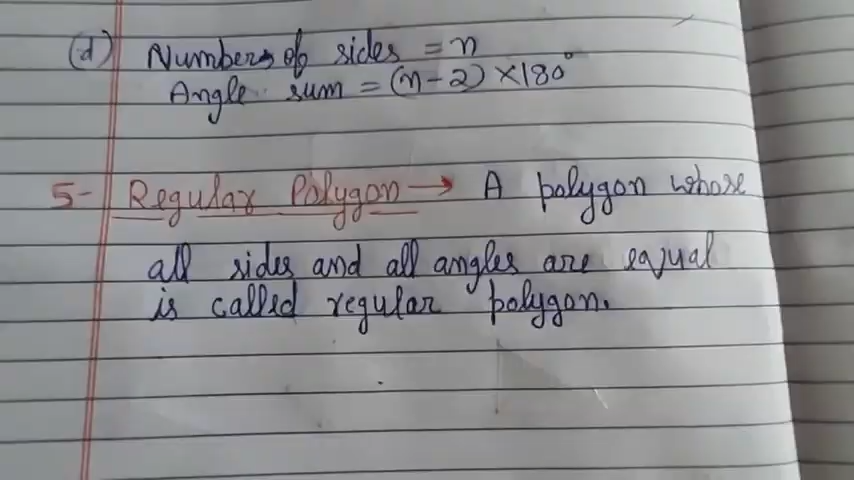 (d) Numbers of sides = n
Angle sum = (n-2) ×180°
5- Regular Polygon → A polygon whose
all sides and all angles are equal
is called regular polygon.